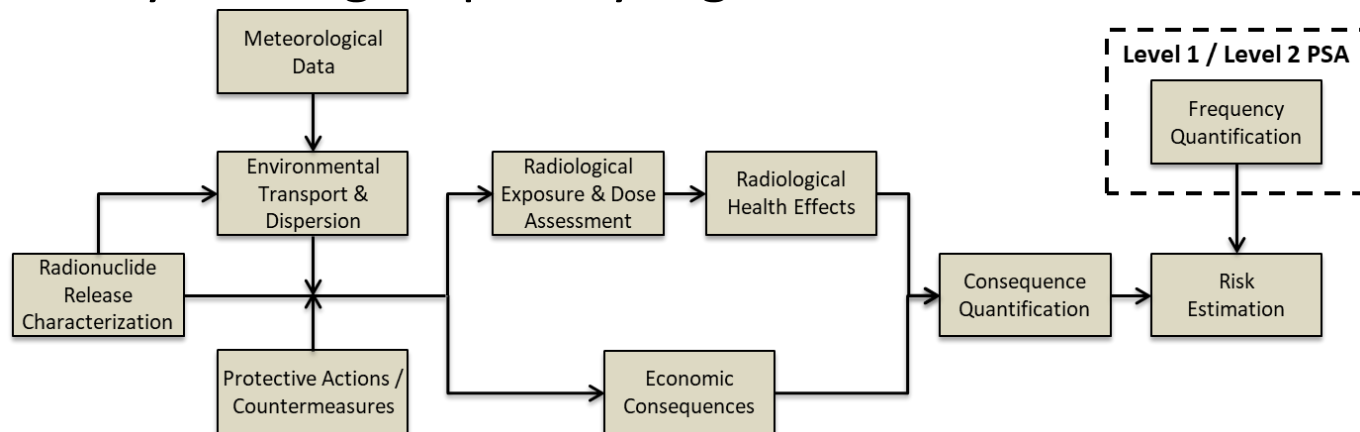 Meteorological
Data
Level 1 / Level 2 PSA
Frequency
Quantification
Environmental
Transport &
Dispersion
Radiological
Exposure & Dose
Assessment
Radiological
Health Effects
Radionuclide
Release
Characterization
Consequence
Quantification
Risk
Estimation
Protective Actions /
Countermeasures
Economic
Consequences